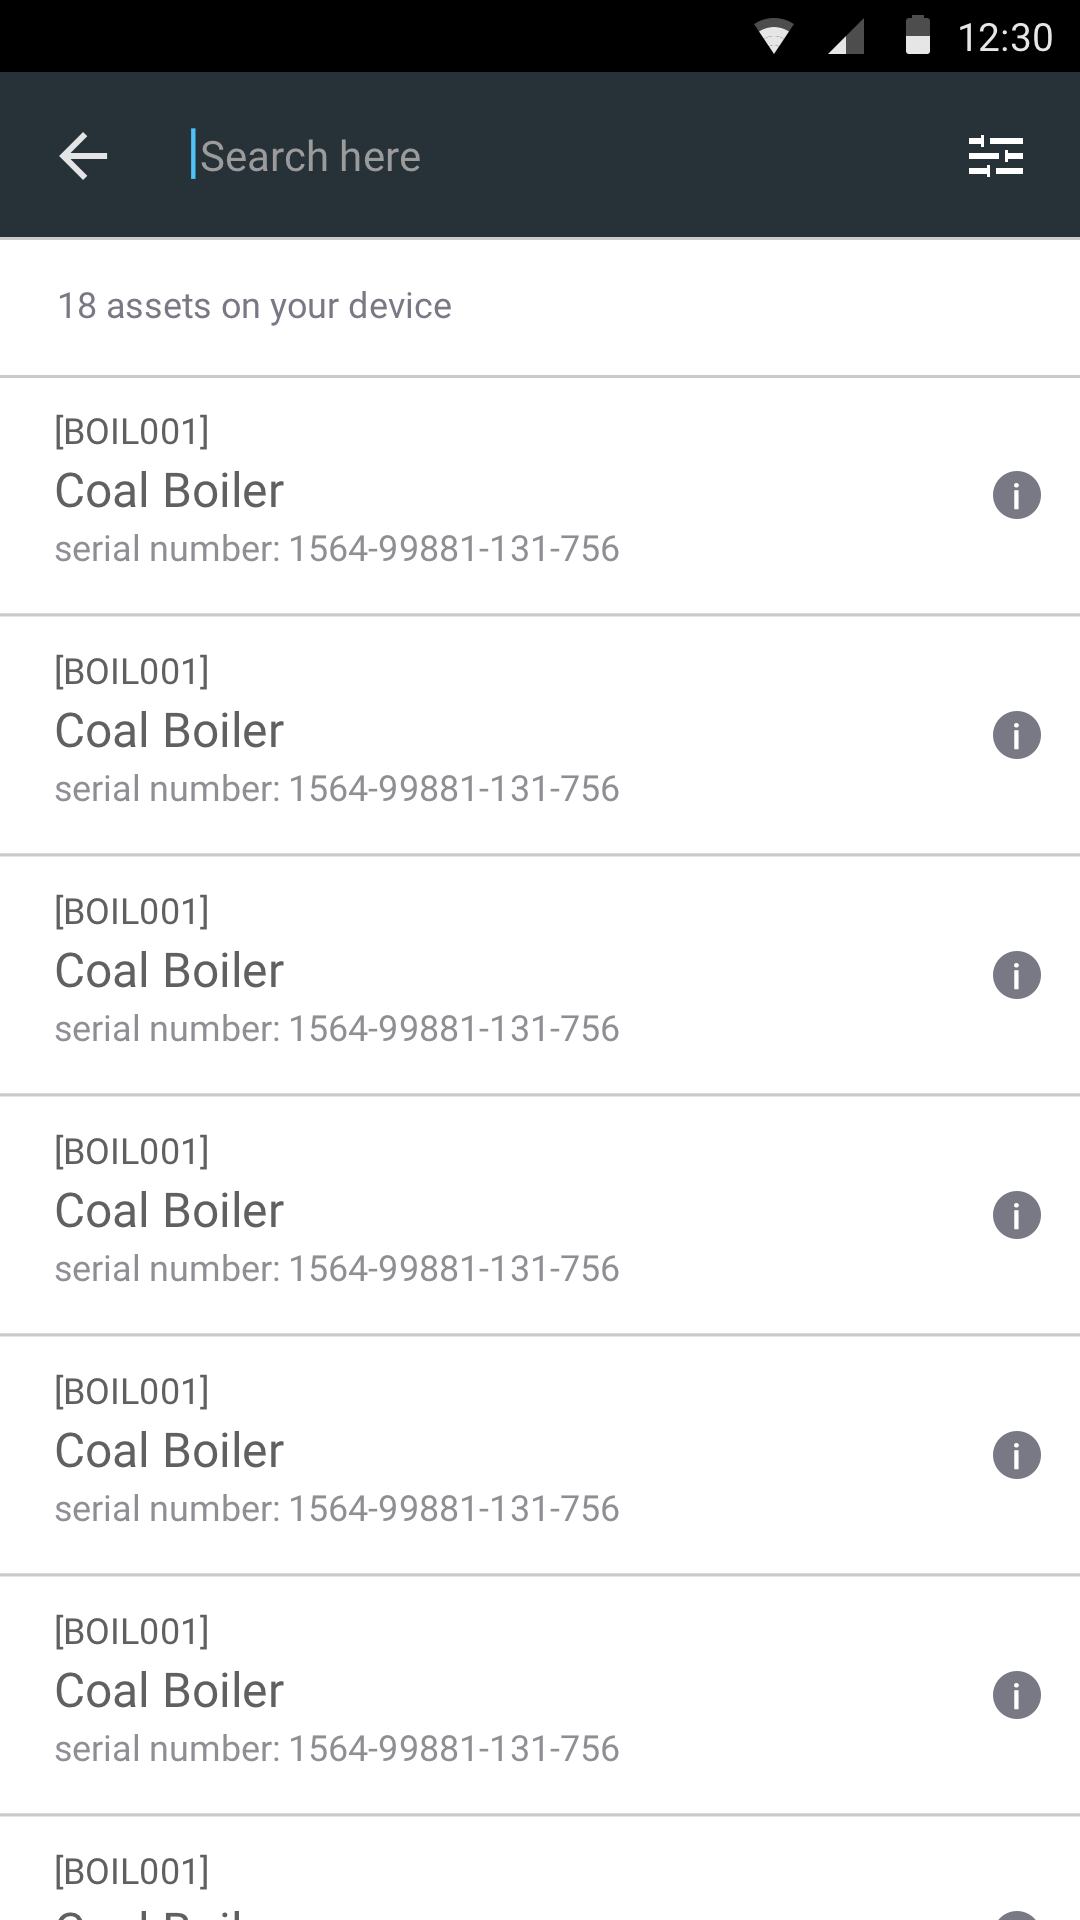 12:30
Search here
18 assets on your device
[BOIL001]
Coal Boiler
serial number: 1564-99881-131-756
[BOIL001]
Coal Boiler
serial number: 1564-99881-131-756
[BOIL001]
Coal Boiler
serial number: 1564-99881-131-756
[BOIL001]
Coal Boiler
serial number: 1564-99881-131-756
[BOIL001]
Coal Boiler
serial number: 1564-99881-131-756
[BOIL001]
Coal Boiler
serial number: 1564-99881-131-756
[BOIL001]
Coal Boiler